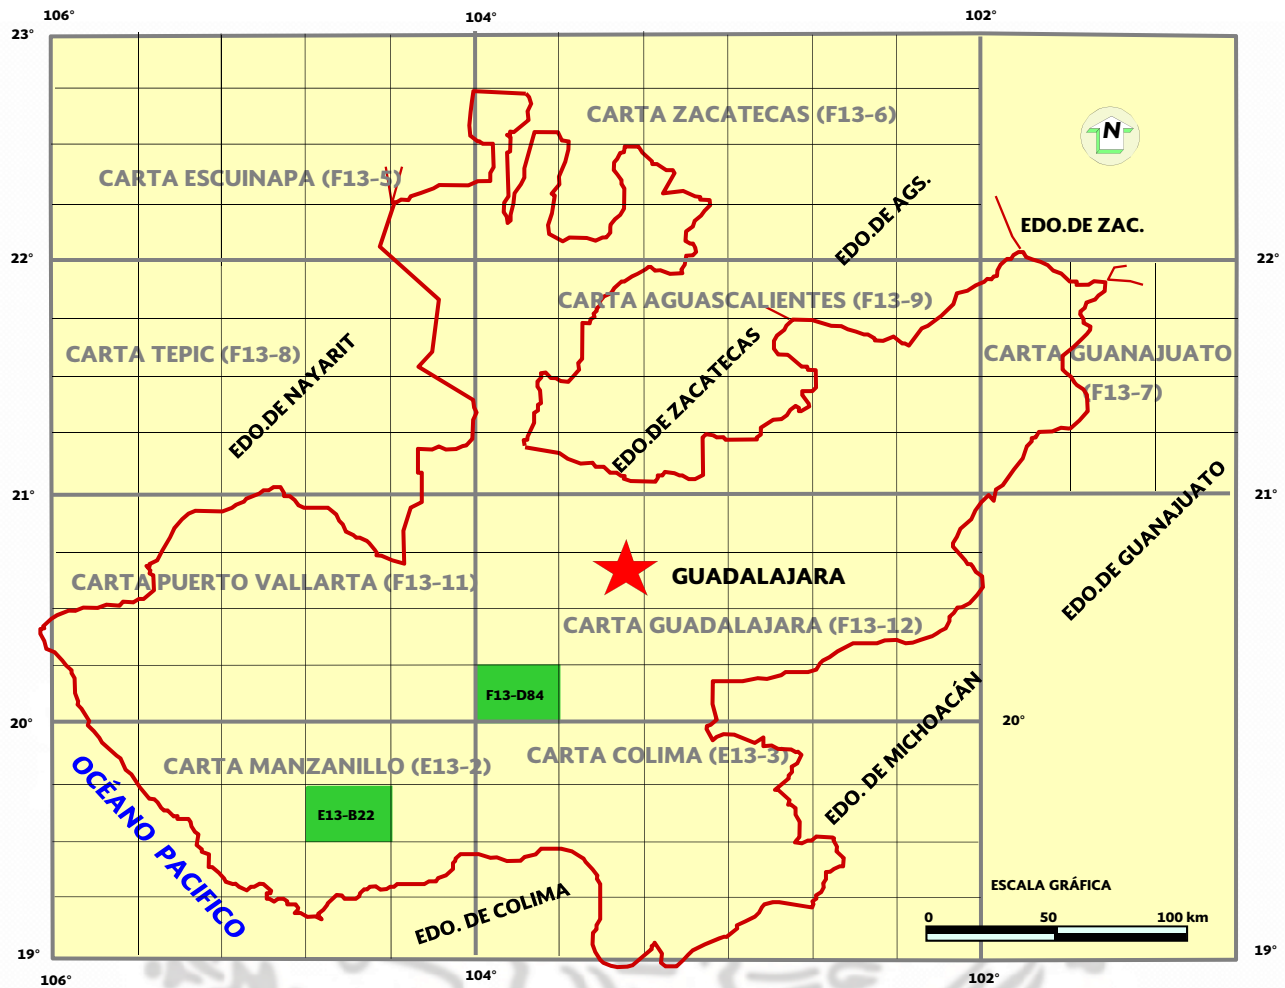 106°
104°
102°
23°
CARTA ZACATECAS (F13-6)
N
CARTA ESCUINAPA (F13-5)
EDO.DE AGS.
EDO.DE ZAC.
22°
22°
CARTA AGUASCALIENTES (F13-9)
CARTA TEPIC (F13-8)
EDO.DE NAYARIT
EDO.DE ZACATECAS
CARTA GUANAJUATO
(F13-7)
21°
21°
EDO.DE GUANAJUATO
CARTA PUERTO VALLARTA (F13-11)
GUADALAJARA
CARTA GUADALAJARA (F13-12)
F13-D84
20°
20°
EDO. DE MICHOACÁN
CARTA COLIMA (E13-3)
CARTA MANZANILLO (E13-2)
OCÉANO PACIFICO
E13-B22
EDO. DE COLIMA
ESCALA GRÁFICA
0 50 100 km
19°
19°
106°
104°
102°